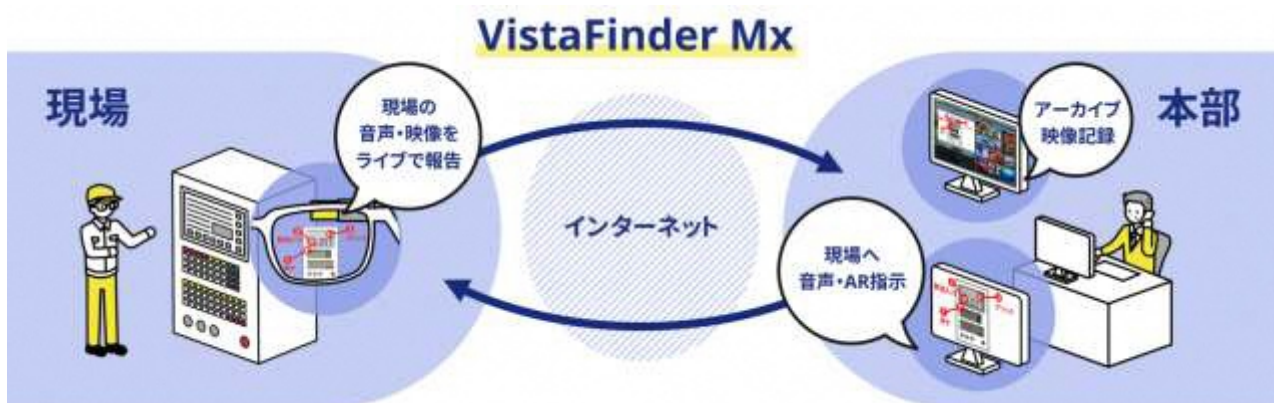 VistaFinder Mx
現場
現場の
音声・映像を
ライブで報告
インターネット
アーカイブ
映像記録
本部
現場へ
音声・AR指示